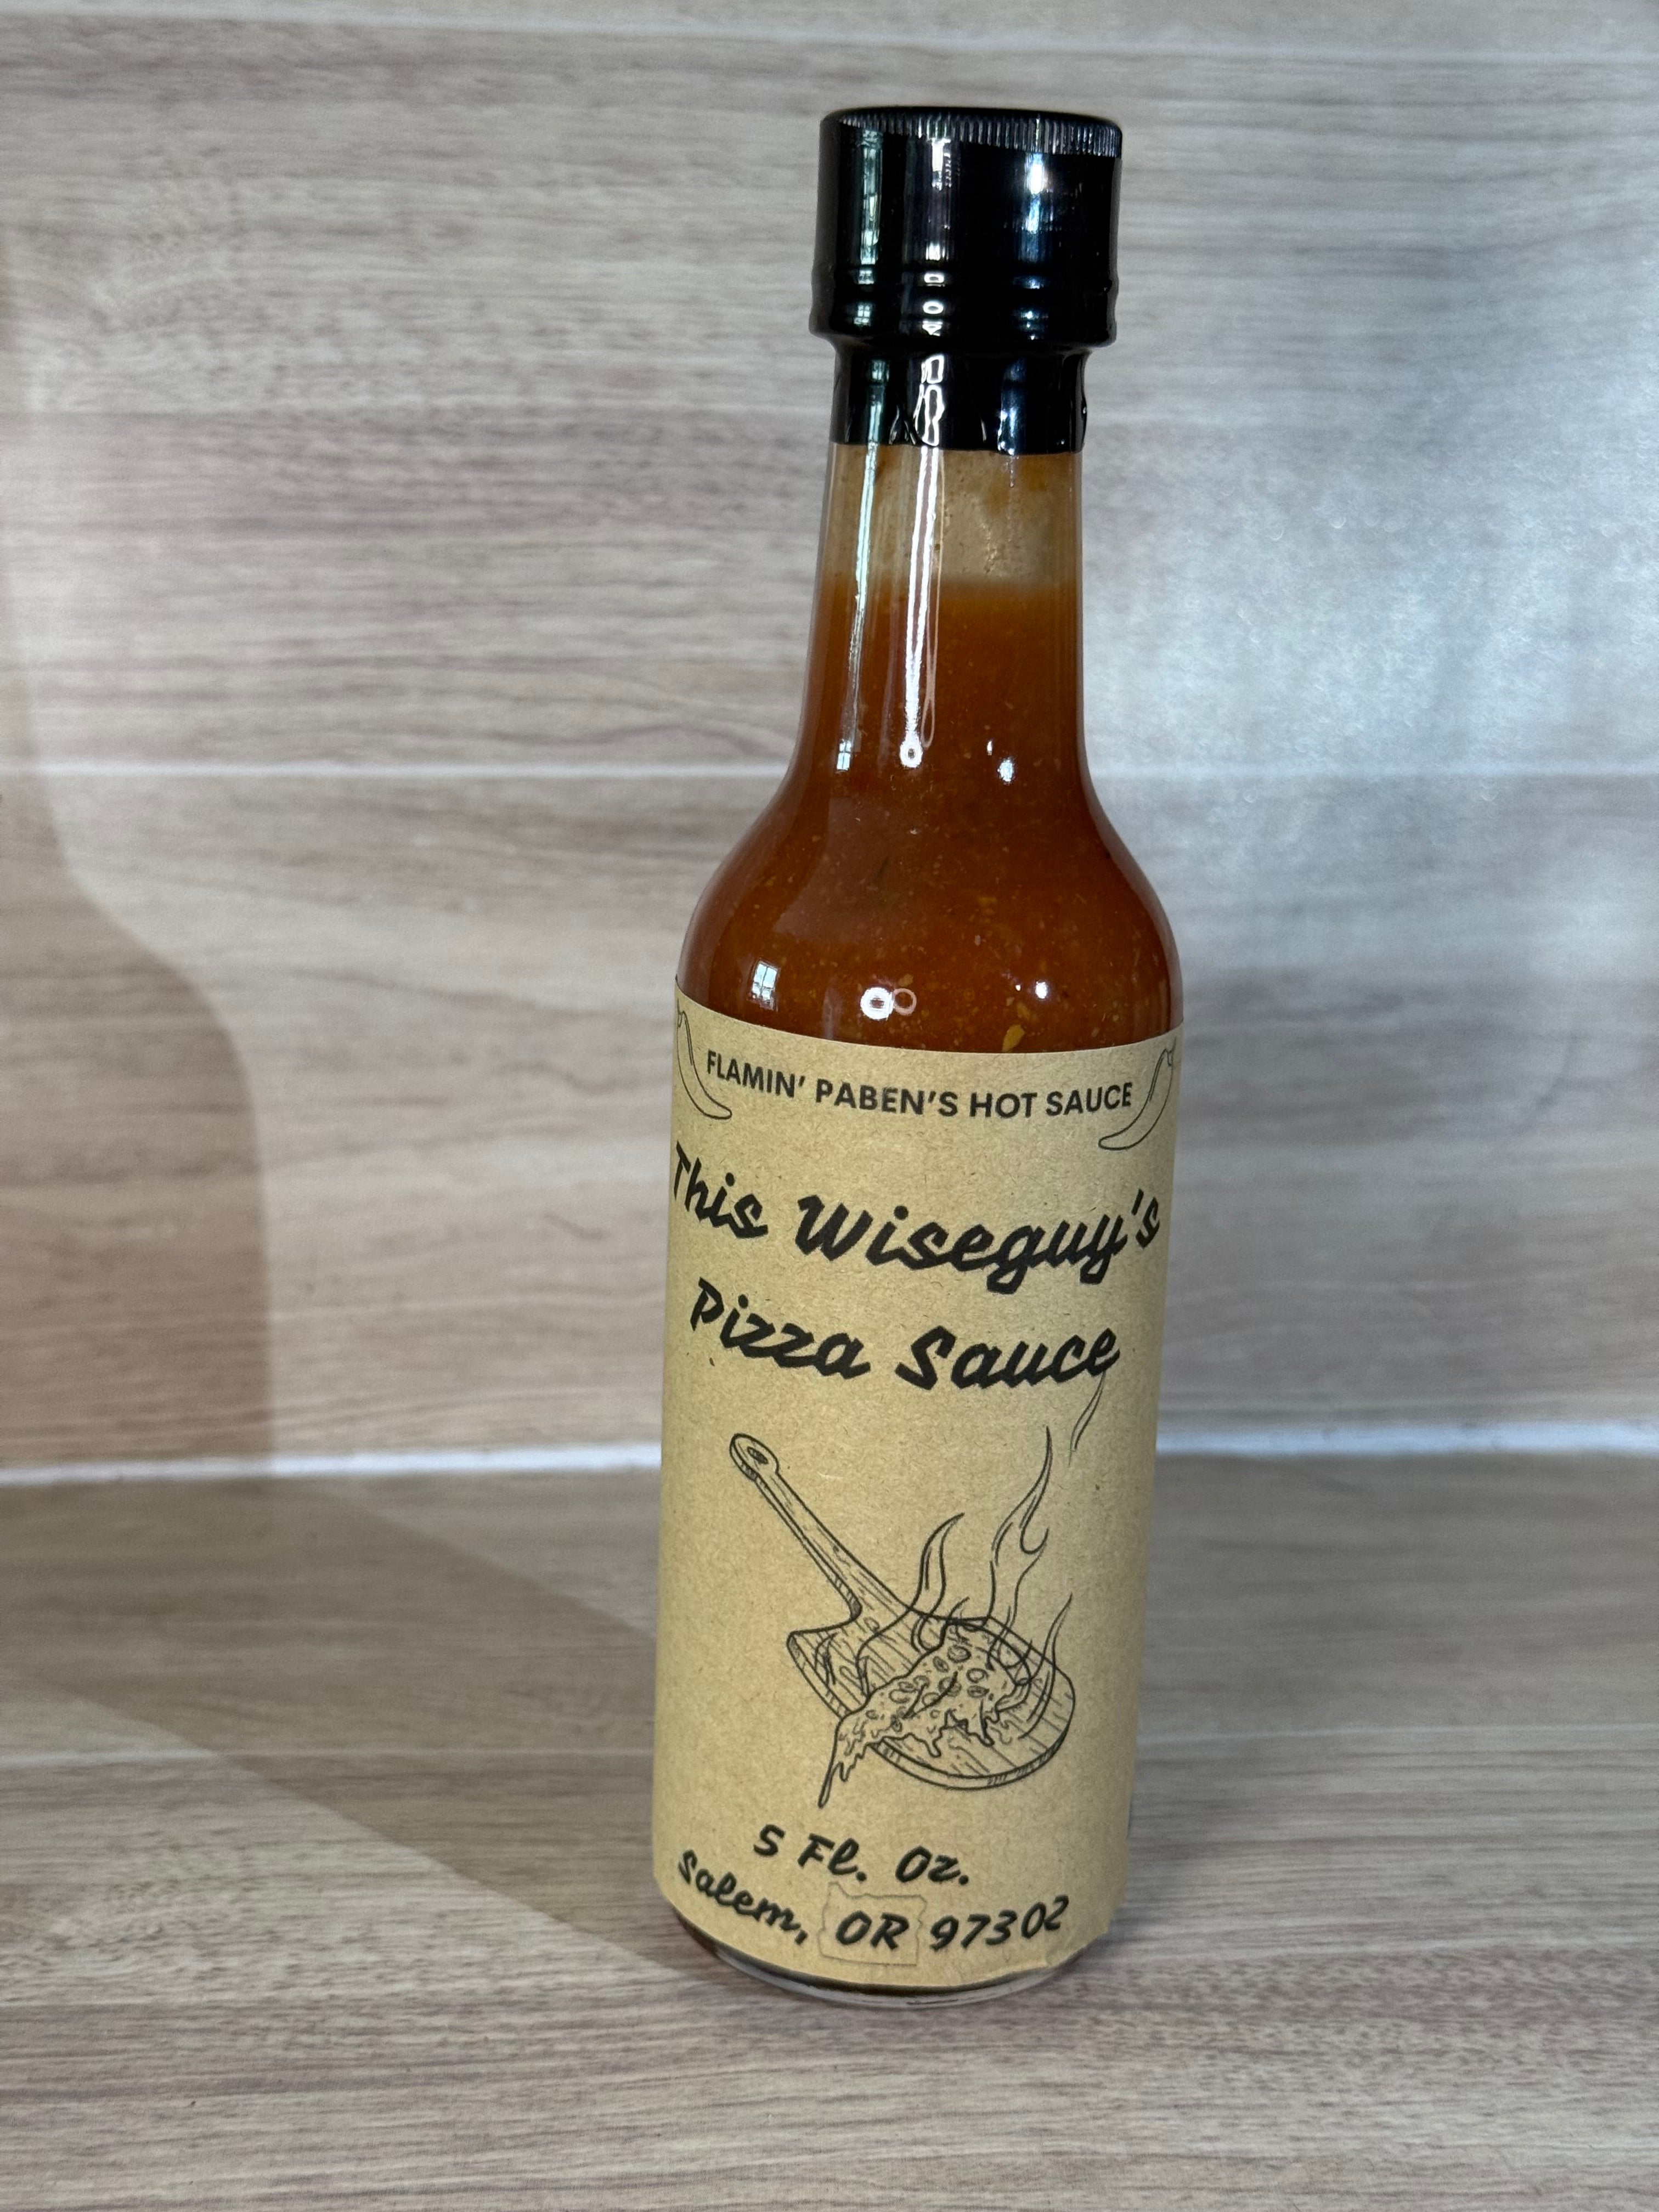 FLAMIN' PABEN'S HOT SAUCE
This Wiseguy's
Pizza Sauce
5 Fl. Oz.
Salem, OR 97302